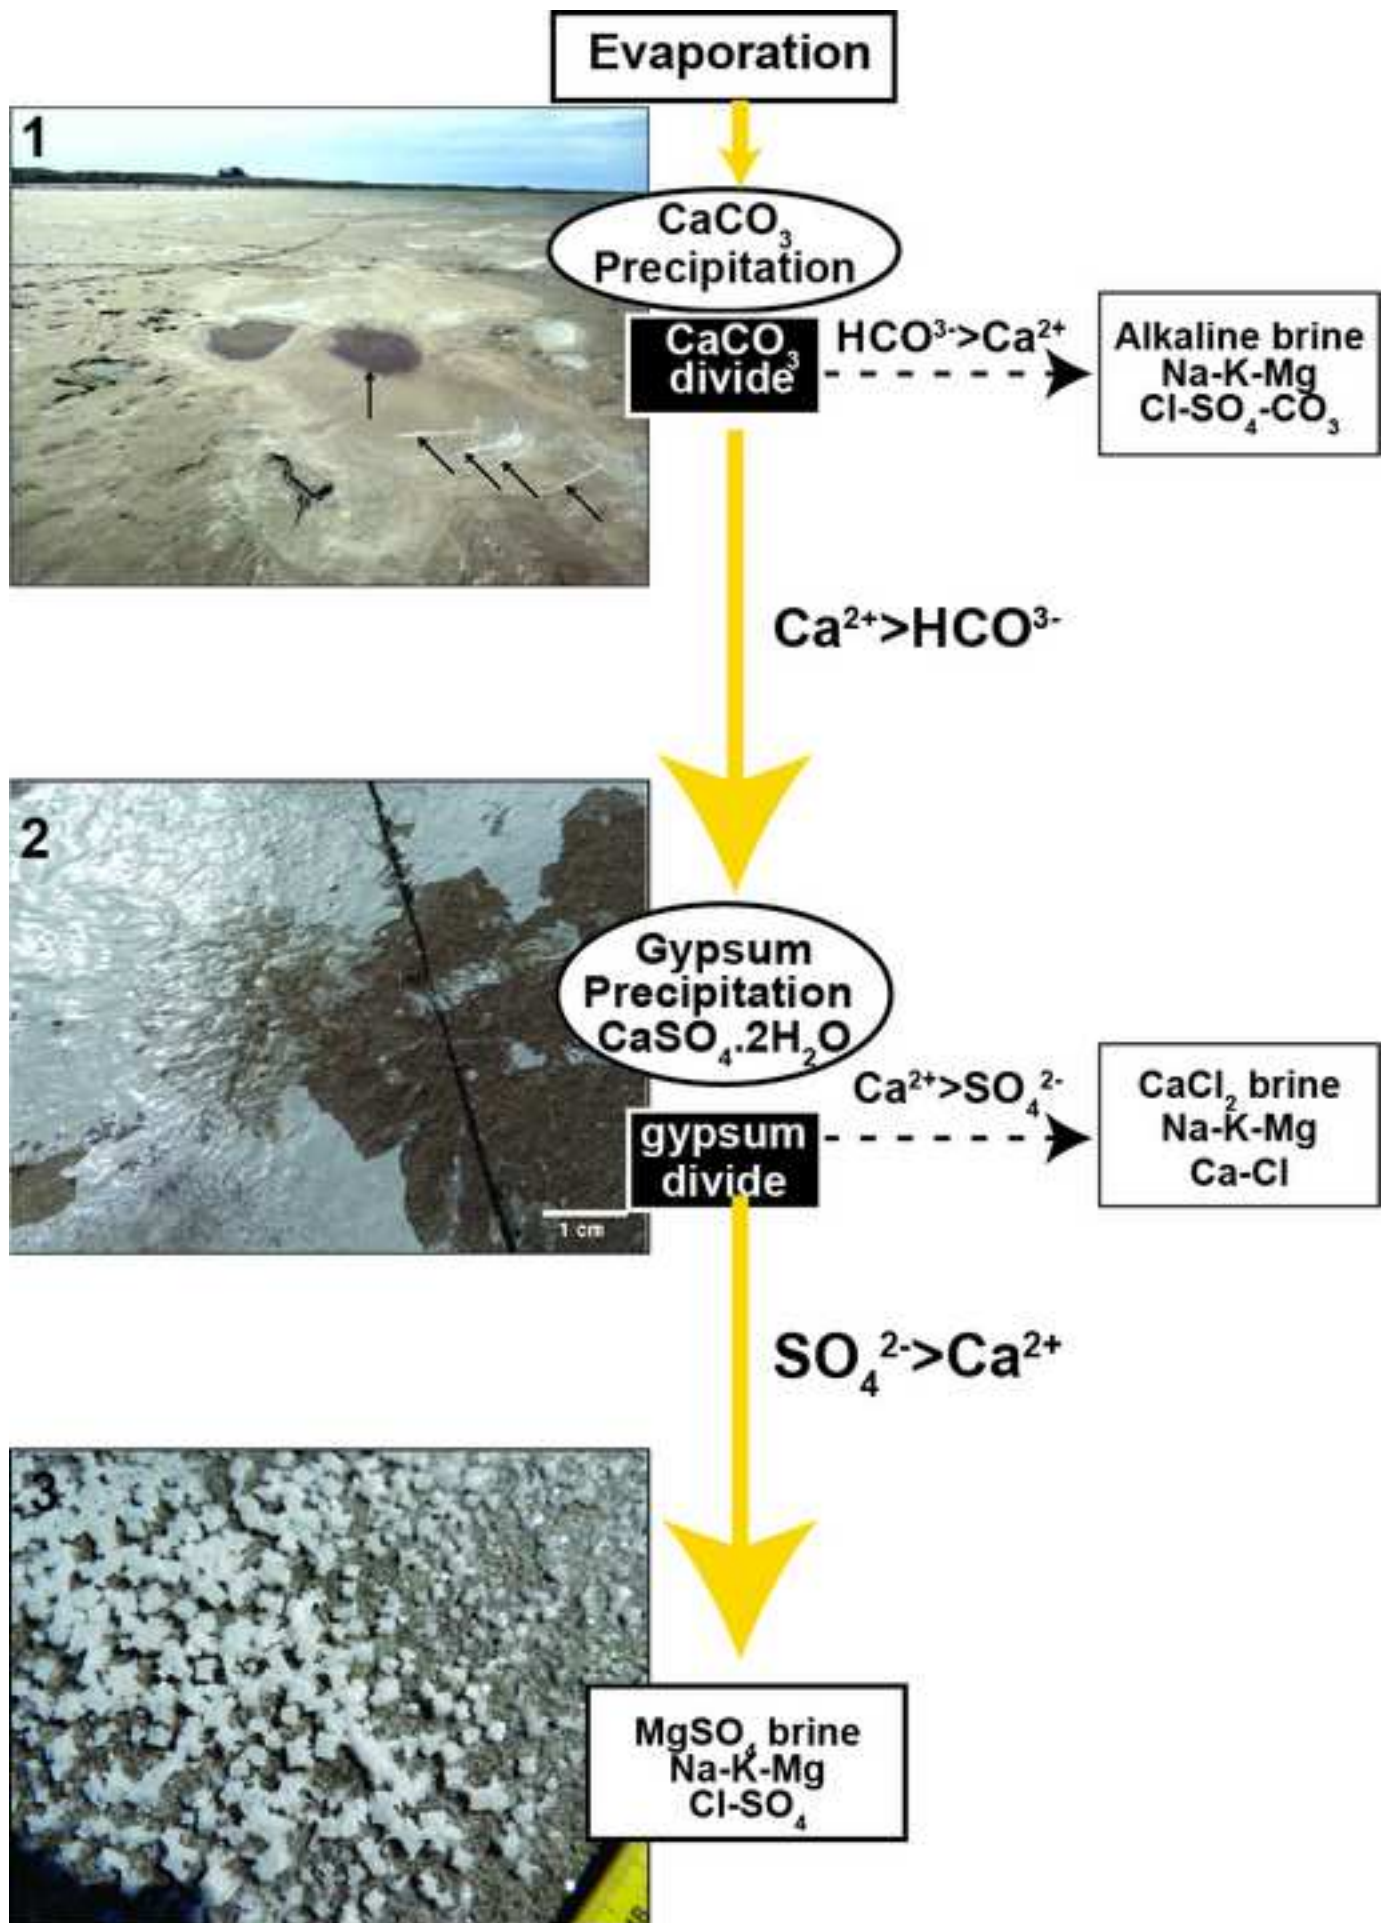 Evaporation
1
CaCO₃
Precipitation
CaCO₃
divide
HCO³⁻>Ca²⁺
Alkaline brine
Na-K-Mg
Cl-SO₄-CO₃
Ca²⁺>HCO³⁻
2
Gypsum
Precipitation
CaSO₄.2H₂O
Ca²⁺>SO₄²⁻
CaCl₂ brine
Na-K-Mg
Ca-Cl
gypsum
divide
1 cm
SO₄²⁻>Ca²⁺
3
MgSO₄ brine
Na-K-Mg
Cl-SO₄